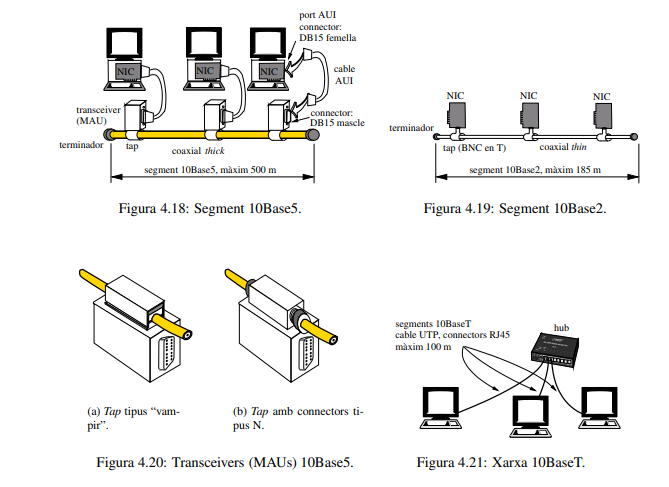 port AUI
connector:
DB15 femella
NIC
NIC
NIC
cable
AUI
transceiver
(MAU)
connector:
DB15 mascle
terminador
tap
coaxial thick
segment 10Base5, màxim 500 m
Figura 4.18: Segment 10Base5.
NIC
NIC
NIC
terminador
tap (BNC en T)
coaxial thin
segment 10Base2, màxim 185 m
Figura 4.19: Segment 10Base2.
(a) Tap tipus “vam-
pir”.
(b) Tap amb connectors ti-
pus N.
Figura 4.20: Transceivers (MAUs) 10Base5.
segments 10BaseT
cable UTP, connectors RJ45
màxim 100 m
hub
Figura 4.21: Xarxa 10BaseT.